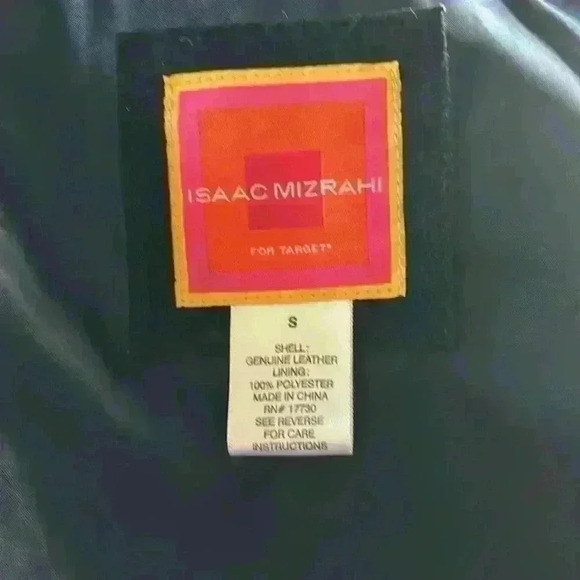 ISAAC MIZRAHI
FOR TARGET®
S
SHELL:
GENUINE LEATHER
LINING:
100% POLYESTER
MADE IN CHINA
RN# 17730
SEE REVERSE
FOR CARE
INSTRUCTIONS